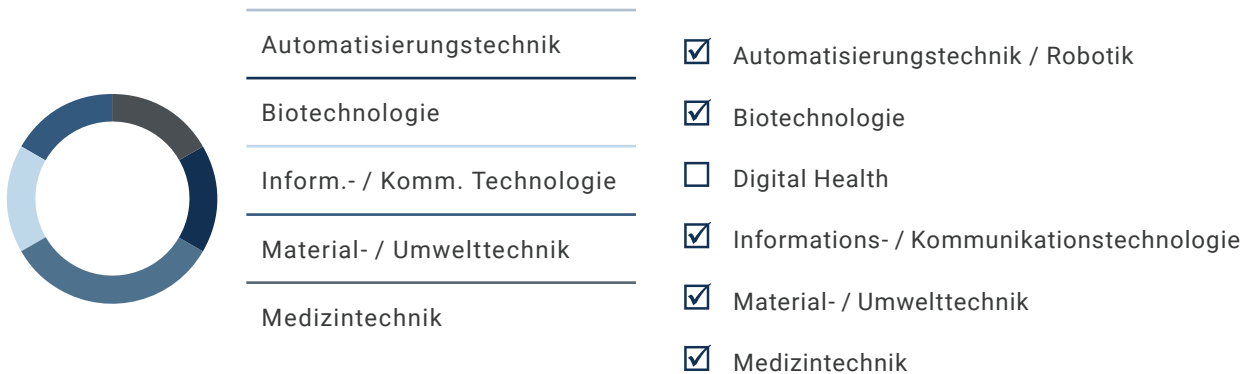 Automatisierungstechnik
Biotechnologie
Inform.- / Komm. Technologie
Material- / Umwelttechnik
Medizintechnik
Automatisierungstechnik / Robotik
Biotechnologie
Digital Health
Informations- / Kommunikationstechnologie
Material- / Umwelttechnik
Medizintechnik